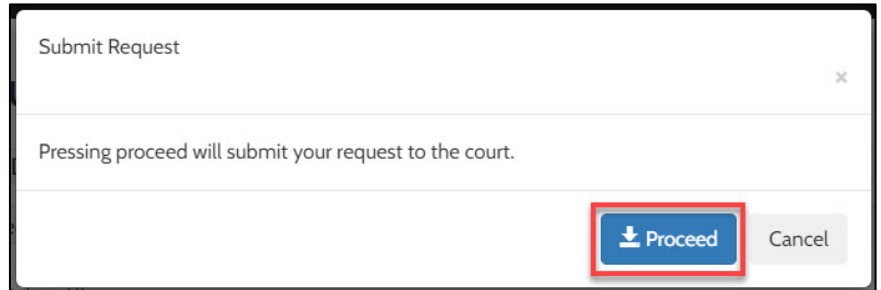 Submit Request
×
Pressing proceed will submit your request to the court.
Proceed Cancel